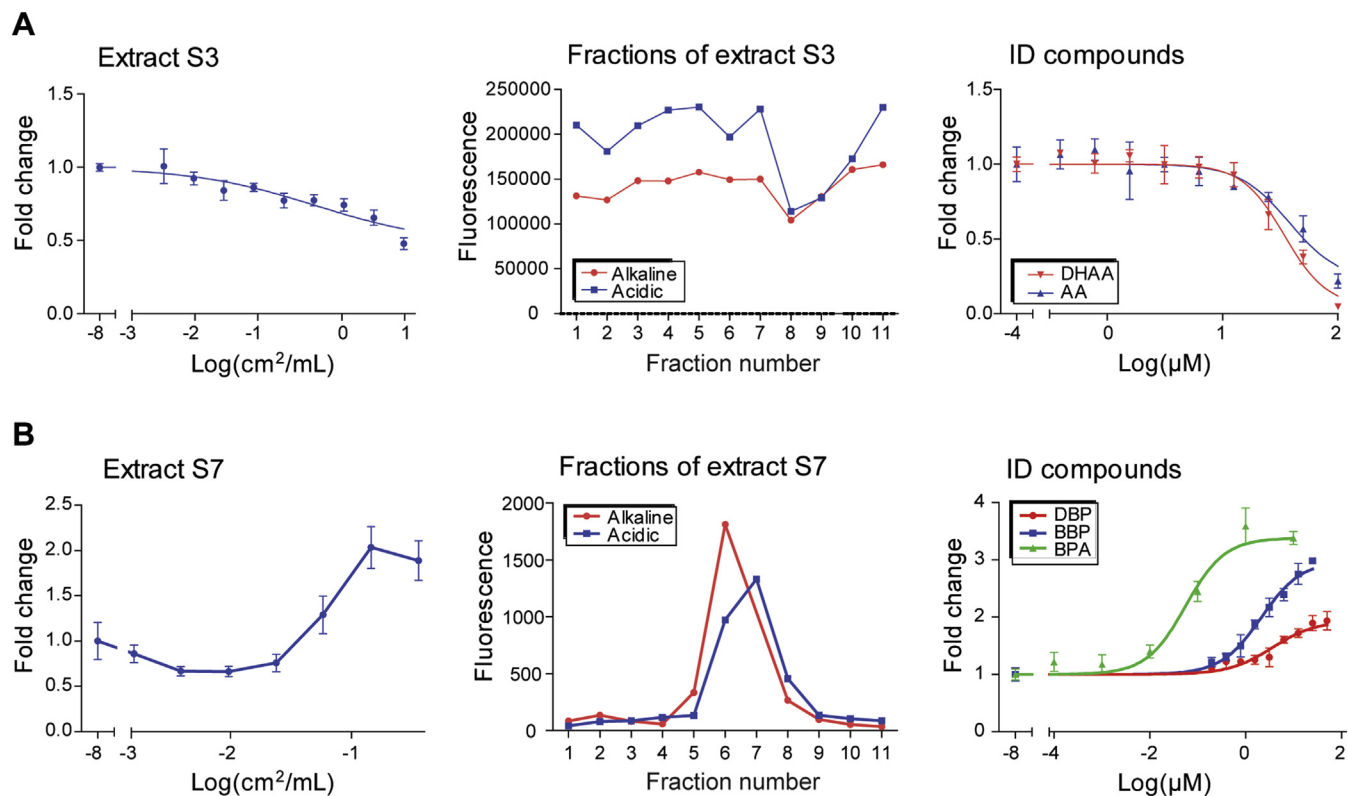 A
Extract S3
Fold change
1.5
1.0
0.5
0.0
-8 -3 -2 -1 0 1
Log(cm²/mL)
Fractions of extract S3
Fluorescence
250000
200000
150000
100000
50000
0
Alkaline
Acidic
1 2 3 4 5 6 7 8 9 10 11
Fraction number
ID compounds
Fold change
1.5
1.0
0.5
0.0
DHAA
AA
-4 0 1 2
Log(µM)
B
Extract S7
Fold change
2.5
2.0
1.5
1.0
0.5
0.0
-8 -3 -2 -1
Log(cm²/mL)
Fractions of extract S7
Fluorescence
2000
1500
1000
500
0
Alkaline
Acidic
1 2 3 4 5 6 7 8 9 10 11
Fraction number
ID compounds
Fold change
4
3
2
1
0
DBP
BBP
BPA
-8 -4 -2 0 2
Log(µM)